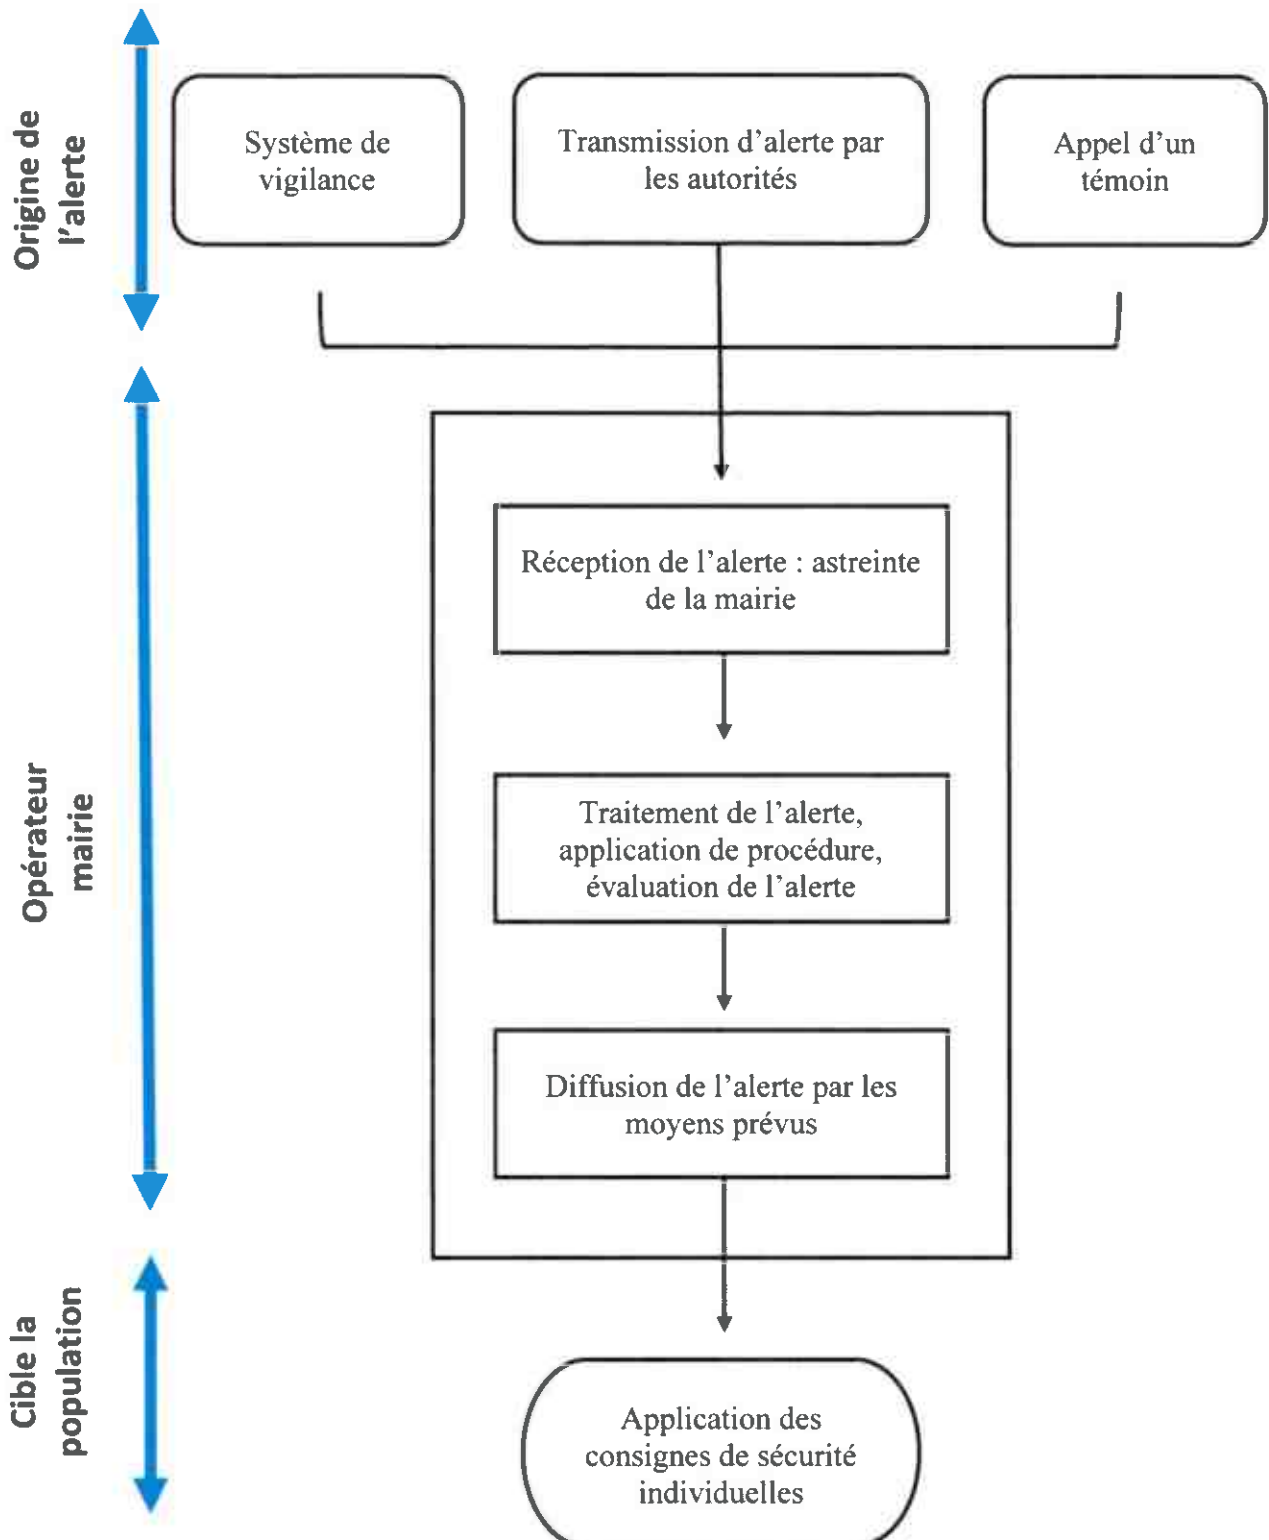 Origine de
l'alerte
Système de
vigilance
Transmission d'alerte par
les autorités
Appel d'un
témoin
Opérateur
mairie
Réception de l'alerte : astreinte
de la mairie
Traitement de l'alerte,
application de procédure,
évaluation de l'alerte
Diffusion de l'alerte par les
moyens prévus
Cible la
population
Application des
consignes de sécurité
individuelles